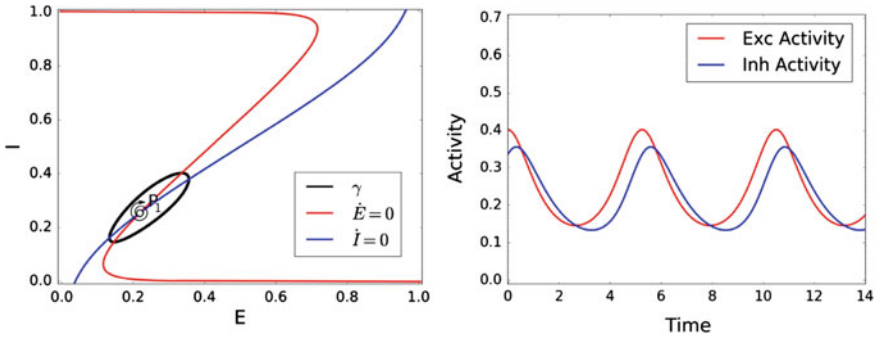 1.0
0.8
0.6
0.4
0.2
0.0
0.0 0.2 0.4 0.6 0.8 1.0
I
E
P₁
γ
Ė = 0
İ = 0
0.7
0.6
0.5
0.4
0.3
0.2
0.1
0.0
0 2 4 6 8 10 12 14
Activity
Time
Exc Activity
Inh Activity